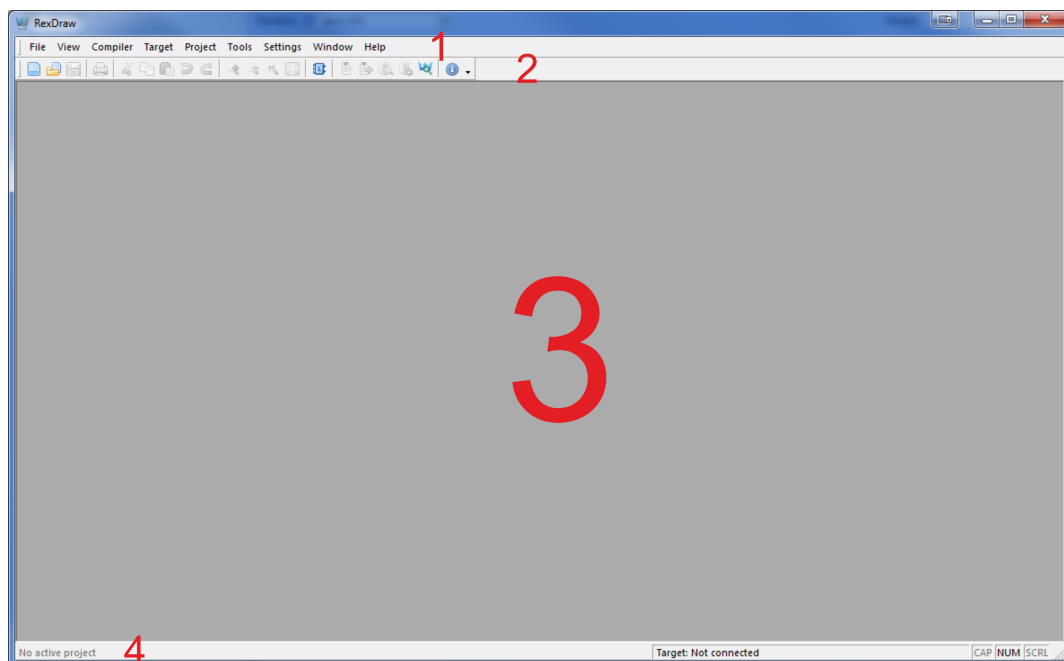 RexDraw
File View Compiler Target Project Tools Settings Window Help
1
2
3
No active project
4
Target: Not connected
CAP NUM SCRL